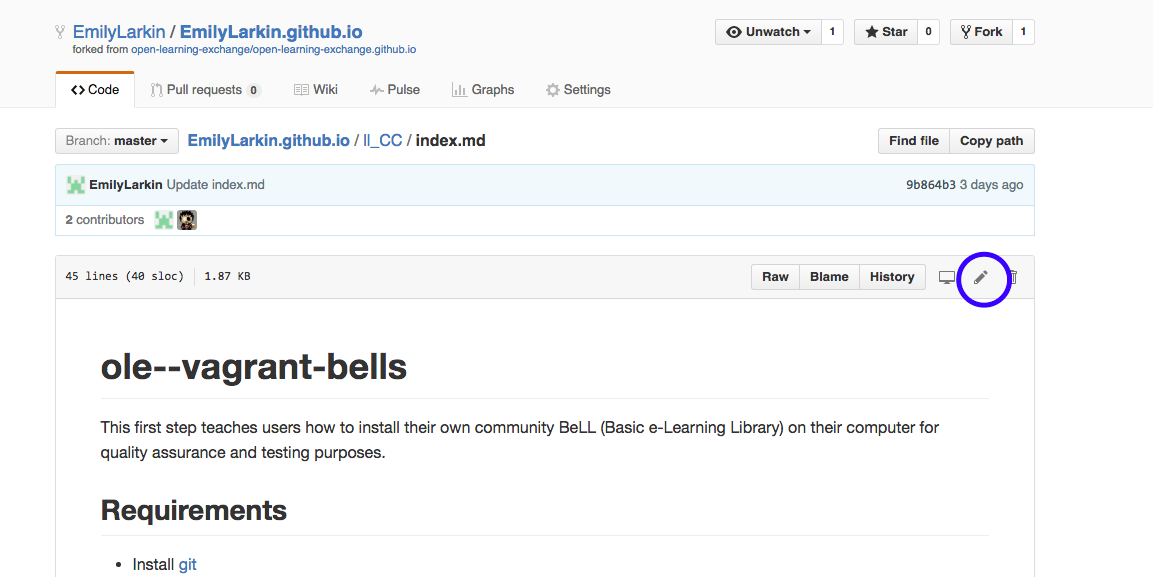 EmilyLarkin / EmilyLarkin.github.io
forked from open-learning-exchange/open-learning-exchange.github.io
Unwatch 1 Star 0 Fork 1
Code Pull requests 0 Wiki Pulse Graphs Settings
Branch: master EmilyLarkin.github.io / ll_CC / index.md Find file Copy path
EmilyLarkin Update index.md 9b864b3 3 days ago
2 contributors
45 lines (40 sloc) 1.87 KB Raw Blame History
ole--vagrant-bells
This first step teaches users how to install their own community BeLL (Basic e-Learning Library) on their computer for
quality assurance and testing purposes.
Requirements
• Install git